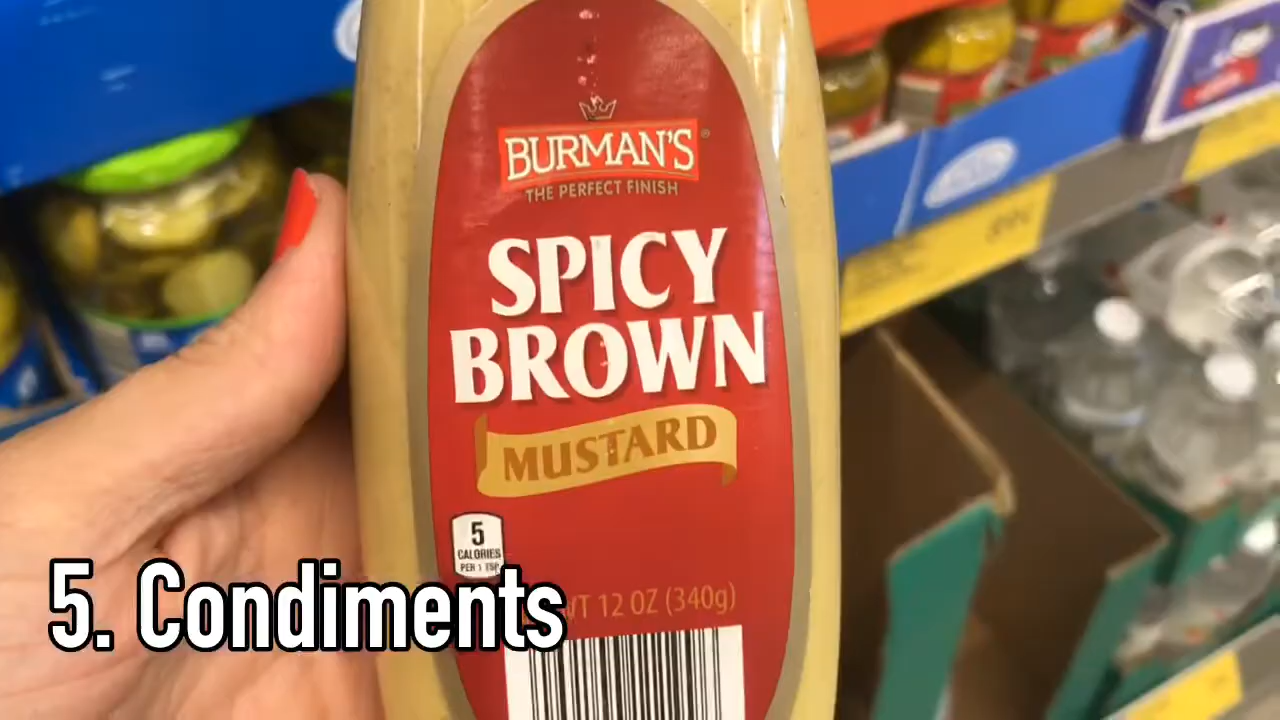 BURMAN'S
THE PERFECT FINISH
SPICY
BROWN
MUSTARD
5
CALORIES
PER 1 TSP
WT 12 OZ (340g)
5. Condiments